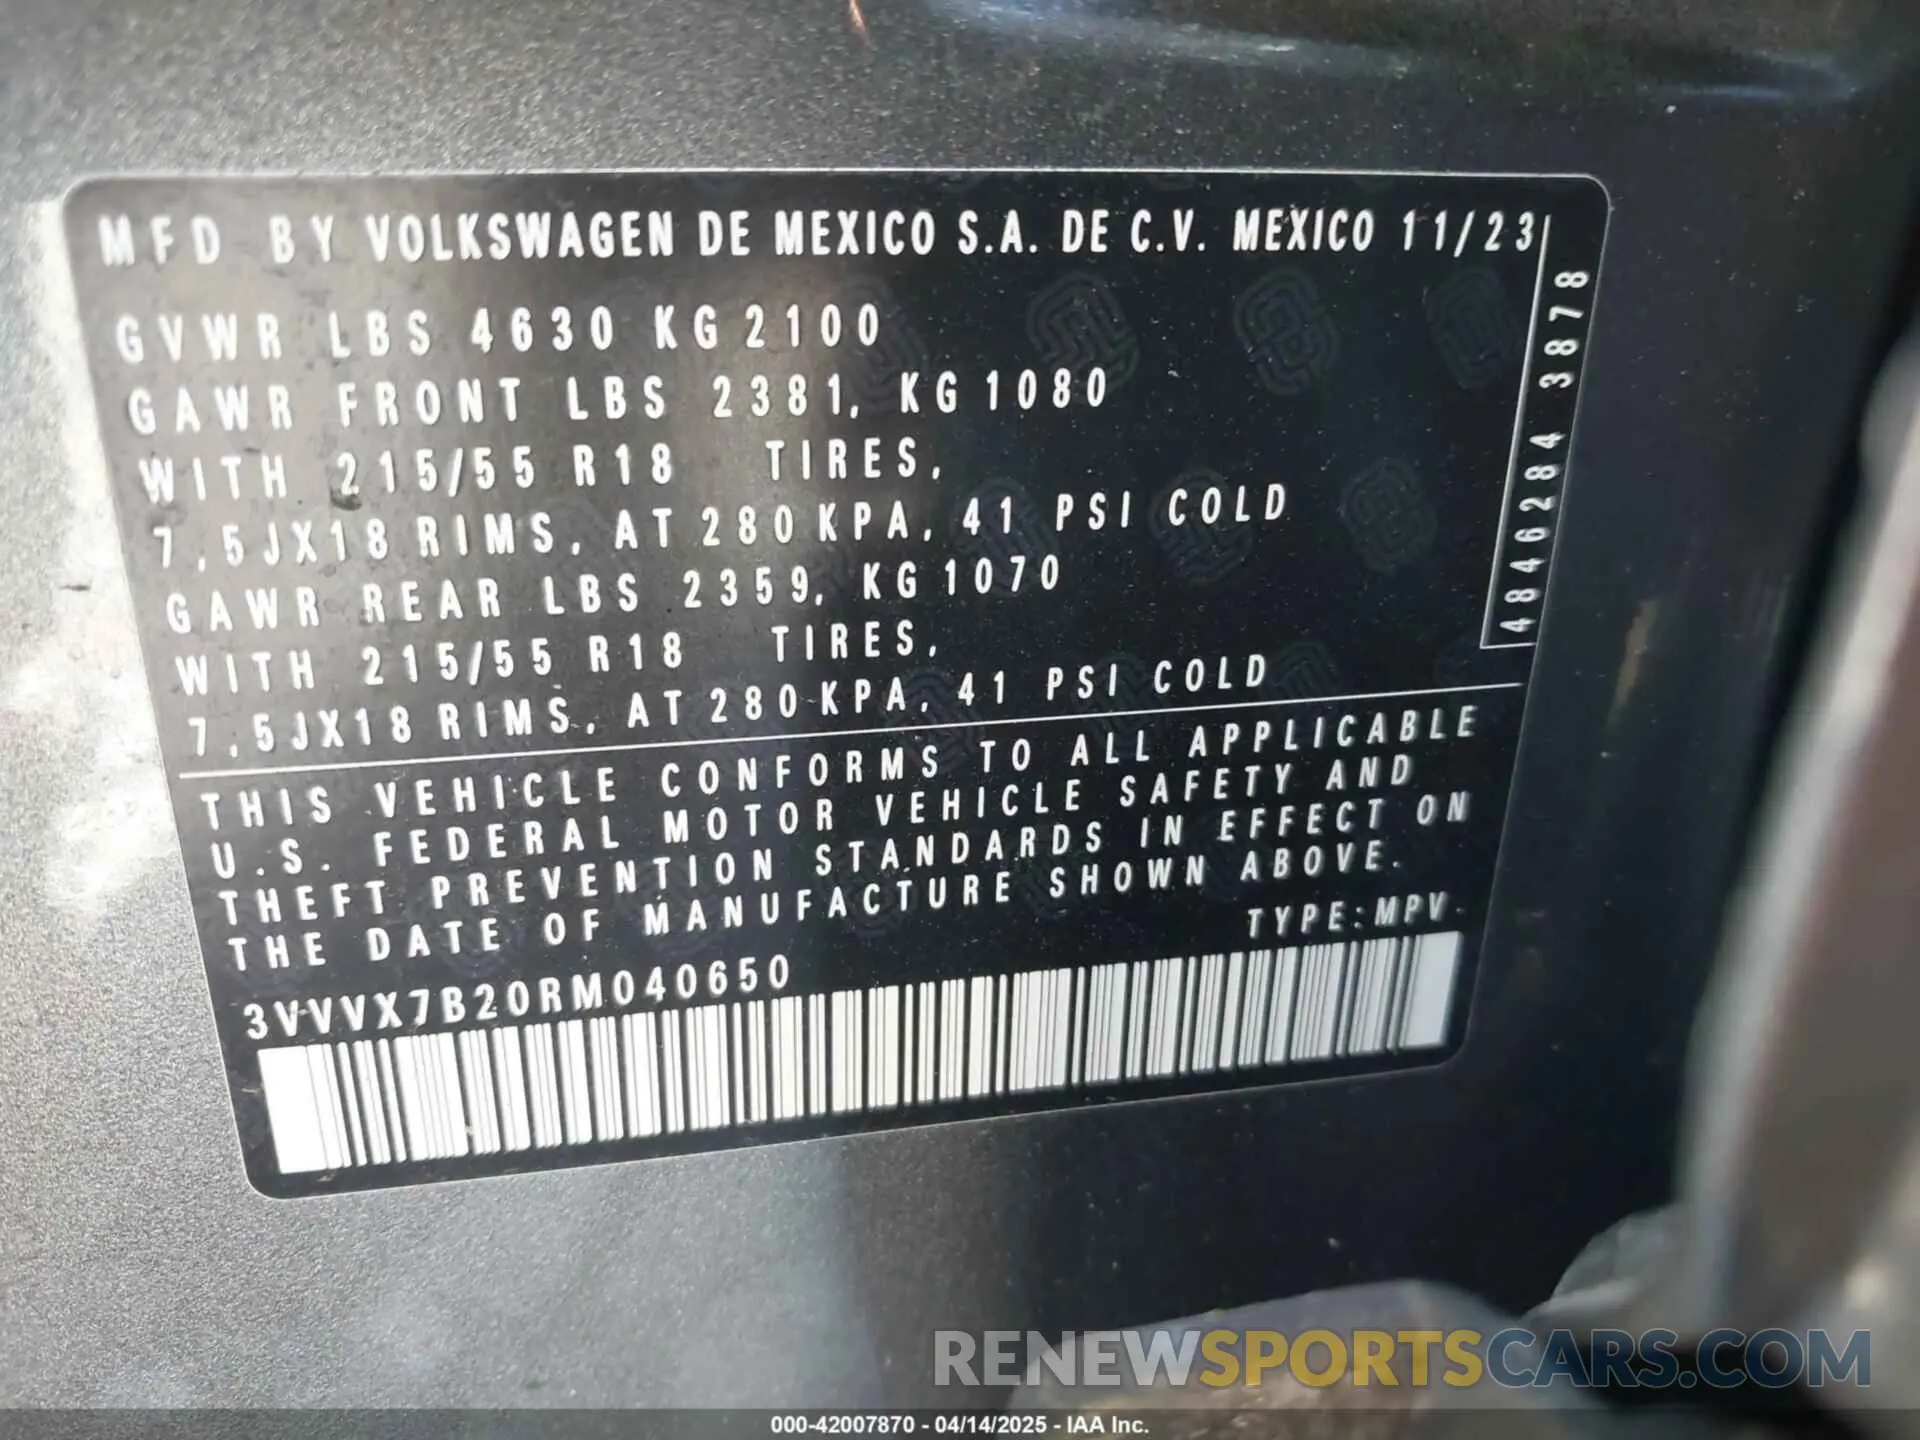 MFD BY VOLKSWAGEN DE MEXICO S.A. DE C.V. MEXICO 11/23
GVWR LBS 4630 KG 2100
GAWR FRONT LBS 2381, KG 1080
WITH 215/55 R18 TIRES,
7,5JX18 RIMS, AT 280 KPA, 41 PSI COLD
GAWR REAR LBS 2359, KG 1070
WITH 215/55 R18 TIRES,
7,5JX18 RIMS, AT 280 KPA, 41 PSI COLD
4846284 3878
THIS VEHICLE CONFORMS TO ALL APPLICABLE
U.S. FEDERAL MOTOR VEHICLE SAFETY AND
THEFT PREVENTION STANDARDS IN EFFECT ON
THE DATE OF MANUFACTURE SHOWN ABOVE.
TYPE:MPV.
3VVVX7B20RM040650
RENEWSPORTSCARS.COM
000-42007870 - 04/14/2025 - IAA Inc.